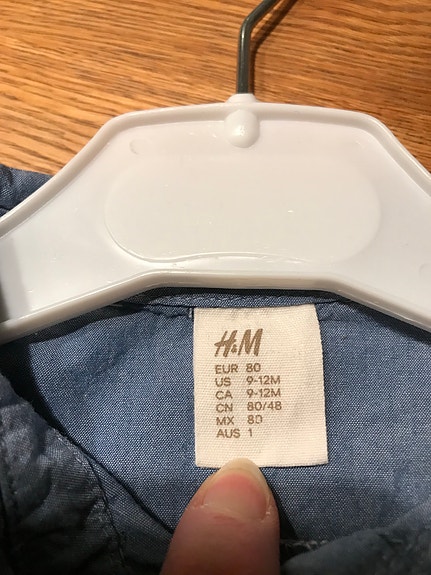 H&M
EUR 80
US 9-12M
CA 9-12M
CN 80/48
MX 80
AUS 1